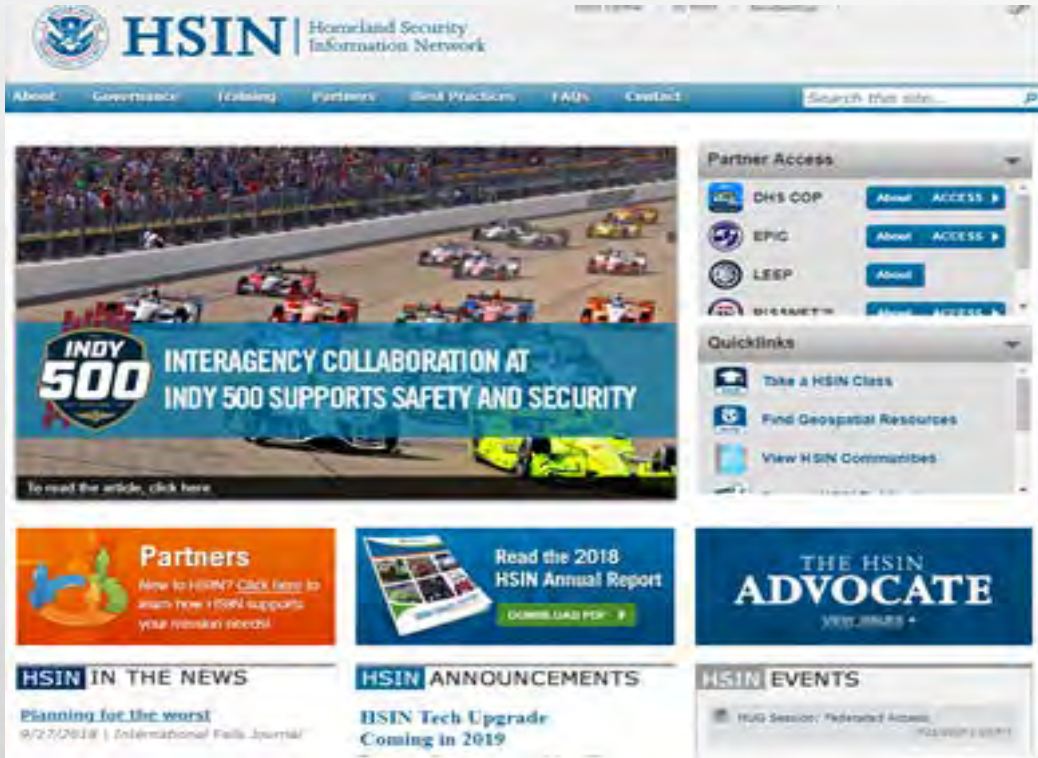 HSIN
Homeland Security
Information Network
About Governance Training Partners Best Practices FAQs Contact
Search this site...
INDY
500
INTERAGENCY COLLABORATION AT
INDY 500 SUPPORTS SAFETY AND SECURITY
To read the article, click here
Partner Access
DHS COP About ACCESS
EPIC About ACCESS
LEEP About
RISSNET™ About ACCESS
Quicklinks
Take a HSIN Class
Find Geospatial Resources
View HSIN Communities
Partners
New to HSIN? Click here to
learn how HSIN supports
your mission needs!
Read the 2018
HSIN Annual Report
DOWNLOAD PDF
THE HSIN
ADVOCATE
VIEW ISSUES
HSIN IN THE NEWS
Planning for the worst
9/27/2018 | International Falls Journal
HSIN ANNOUNCEMENTS
HSIN Tech Upgrade
Coming in 2019
HSIN EVENTS
HUG Session: Federated Access